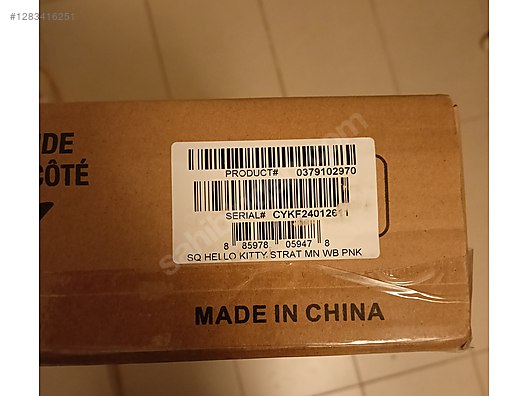 #1283416251
DE
CÔTÉ
PRODUCT# 0379102970
SERIAL#
8 85978 05947 8
SQ HELLO KITTY STRAT MN WB PNK
MADE IN CHINA